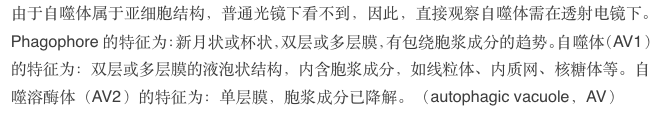 由于自噬体属于亚细胞结构，普通光镜下看不到，因此，直接观察自噬体需在透射电镜下。
Phagophore 的特征为：新月状或杯状，双层或多层膜，有包绕胞浆成分的趋势。自噬体（AV1）
的特征为：双层或多层膜的液泡状结构，内含胞浆成分，如线粒体、内质网、核糖体等。自
噬溶酶体（AV2）的特征为：单层膜，胞浆成分已降解。（autophagic vacuole，AV）